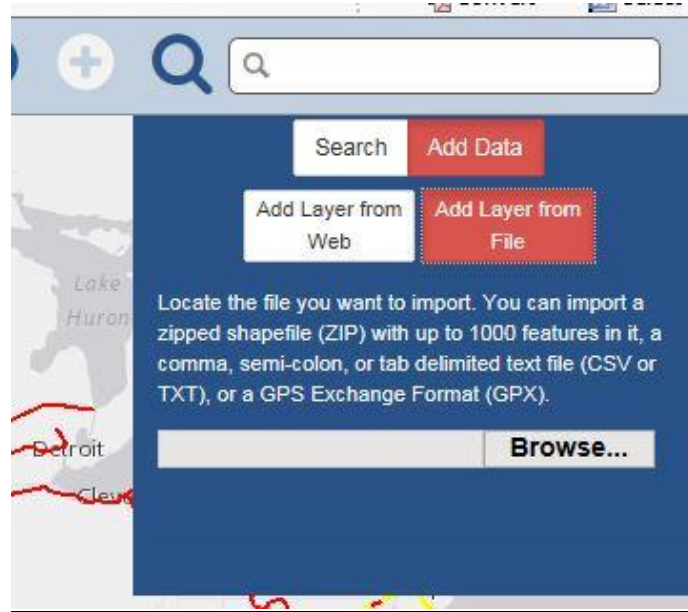 Search
Add Data
Add Layer from
Web
Add Layer from
File
Lake
Huron
Locate the file you want to import. You can import a
zipped shapefile (ZIP) with up to 1000 features in it, a
comma, semi-colon, or tab delimited text file (CSV or
TXT), or a GPS Exchange Format (GPX).
Detroit
Browse...